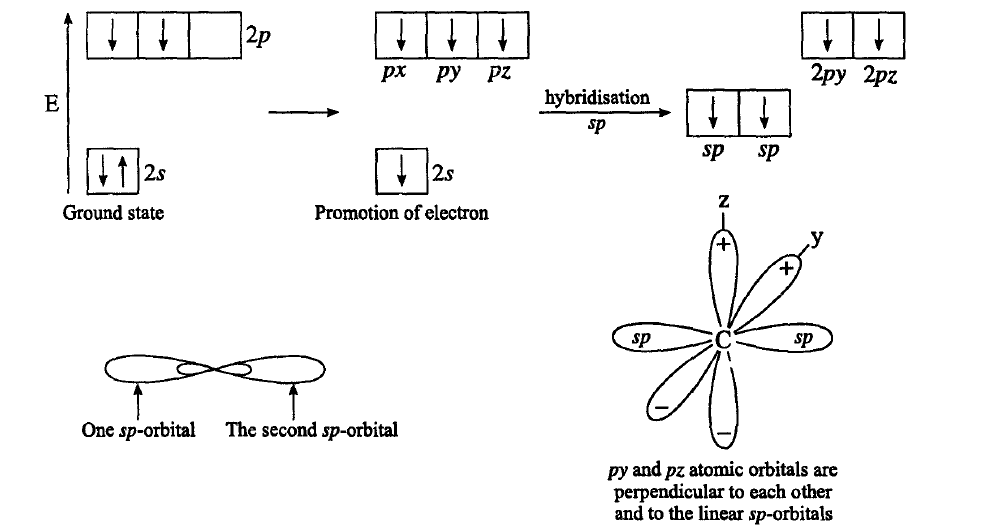 2p
px py pz
2py 2pz
E
hybridisation
sp
sp sp
2s
2s
Ground state
Promotion of electron
z
+
y
+
sp
C
sp
−
−
One sp-orbital
The second sp-orbital
py and pz atomic orbitals are
perpendicular to each other
and to the linear sp-orbitals